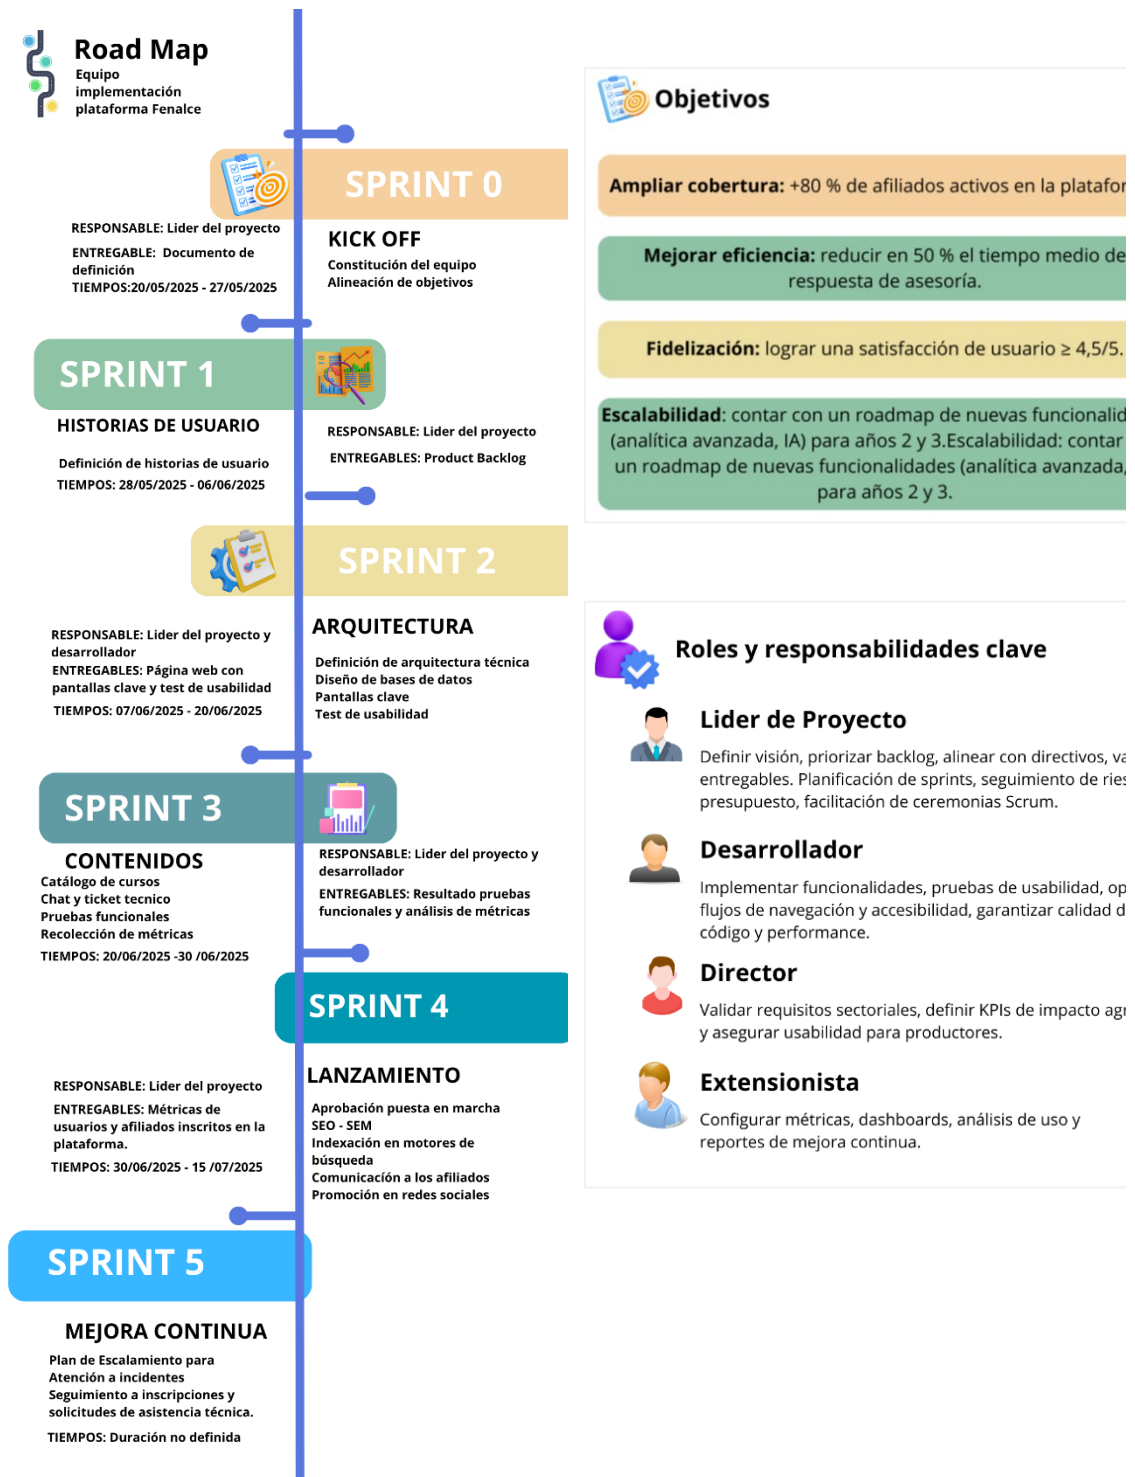 Road Map
Equipo
implementación
plataforma Fenalce
SPRINT 0
RESPONSABLE: Lider del proyecto
ENTREGABLE: Documento de
definición
TIEMPOS:20/05/2025 - 27/05/2025
KICK OFF
Constitución del equipo
Alineación de objetivos
SPRINT 1
HISTORIAS DE USUARIO
Definición de historias de usuario
TIEMPOS: 28/05/2025 - 06/06/2025
RESPONSABLE: Lider del proyecto
ENTREGABLES: Product Backlog
SPRINT 2
RESPONSABLE: Lider del proyecto y
desarrollador
ENTREGABLES: Página web con
pantallas clave y test de usabilidad
TIEMPOS: 07/06/2025 - 20/06/2025
ARQUITECTURA
Definición de arquitectura técnica
Diseño de bases de datos
Pantallas clave
Test de usabilidad
SPRINT 3
CONTENIDOS
Catálogo de cursos
Chat y ticket tecnico
Pruebas funcionales
Recolección de métricas
TIEMPOS: 20/06/2025 -30 /06/2025
RESPONSABLE: Lider del proyecto y
desarrollador
ENTREGABLES: Resultado pruebas
funcionales y análisis de métricas
SPRINT 4
RESPONSABLE: Lider del proyecto
ENTREGABLES: Métricas de
usuarios y afiliados inscritos en la
plataforma.
TIEMPOS: 30/06/2025 - 15 /07/2025
LANZAMIENTO
Aprobación puesta en marcha
SEO - SEM
Indexación en motores de
búsqueda
Comunicación a los afiliados
Promoción en redes sociales
SPRINT 5
MEJORA CONTINUA
Plan de Escalamiento para
Atención a incidentes
Seguimiento a inscripciones y
solicitudes de asistencia técnica.
TIEMPOS: Duración no definida
Objetivos
Ampliar cobertura: +80 % de afiliados activos en la
Mejorar eficiencia: reducir en 50 % el tiempo medio de
respuesta de asesoría.
Fidelización: lograr una satisfacción de usuario ≥ 4,5/5.
Escalabilidad: contar con un roadmap de nuevas
(analítica avanzada, IA) para años 2 y 3.Escalabilidad: contar
un roadmap de nuevas funcionalidades (analítica avanzada,
para años 2 y 3.
Roles y responsabilidades clave
Lider de Proyecto
Definir visión, priorizar backlog, alinear con directivos,
entregables. Planificación de sprints, seguimiento de
presupuesto, facilitación de ceremonias Scrum.
Desarrollador
Implementar funcionalidades, pruebas de usabilidad,
flujos de navegación y accesibilidad, garantizar calidad
código y performance.
Director
Validar requisitos sectoriales, definir KPIs de impacto
y asegurar usabilidad para productores.
Extensionista
Configurar métricas, dashboards, análisis de uso y
reportes de mejora continua.